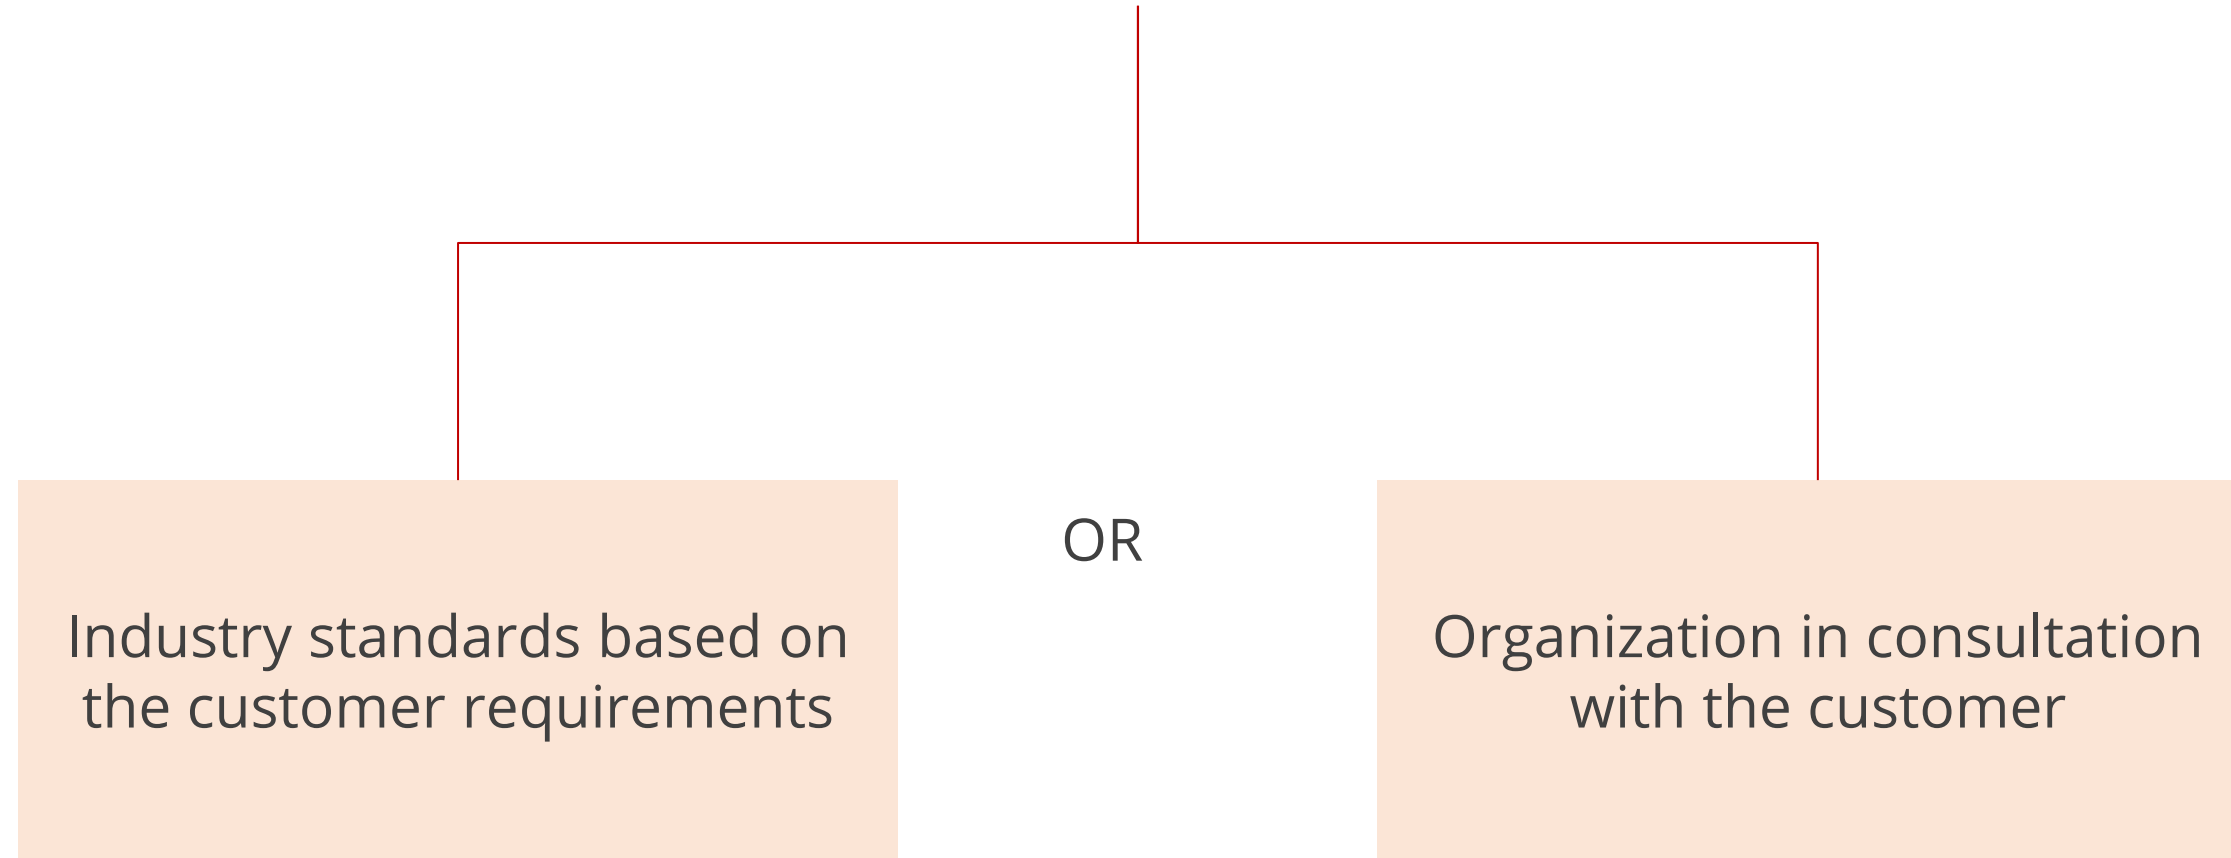 Industry standards based on
the customer requirements
OR
Organization in consultation
with the customer